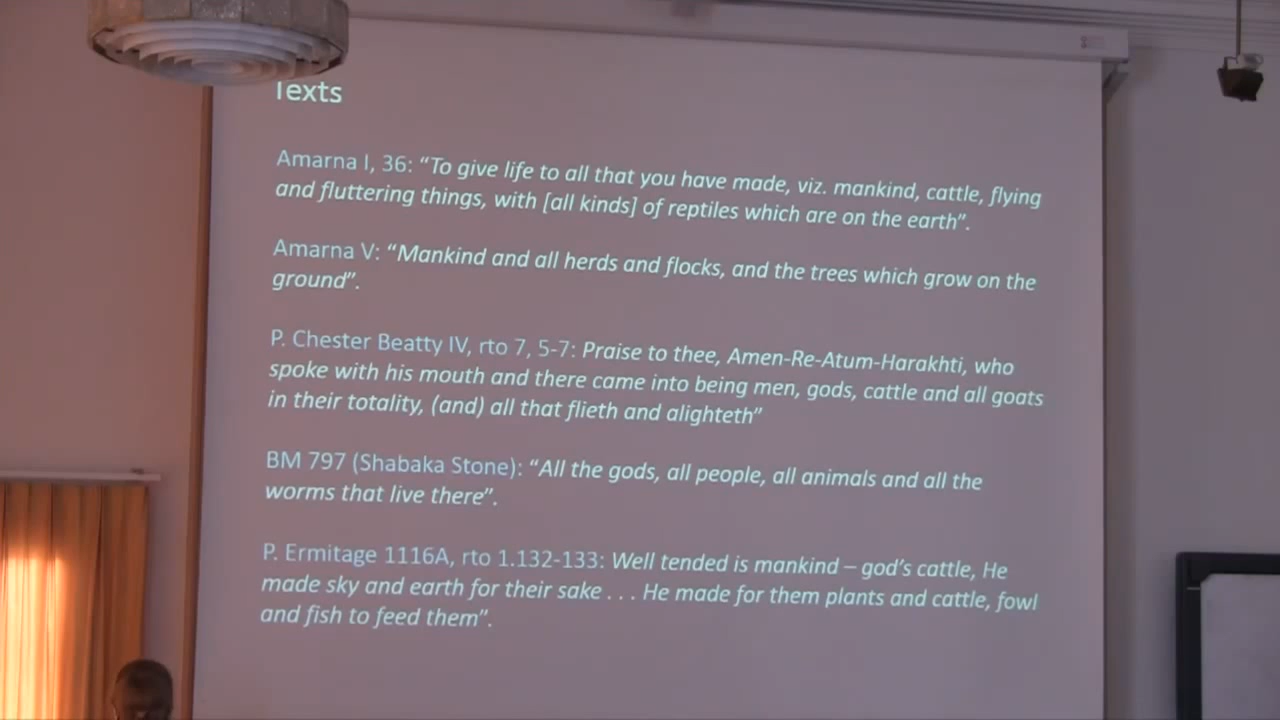 Texts
Amarna I, 36: “To give life to all that you have made, viz. mankind, cattle, flying
and fluttering things, with [all kinds] of reptiles which are on the earth”.
Amarna V: “Mankind and all herds and flocks, and the trees which grow on the
ground”.
P. Chester Beatty IV, rto 7, 5-7: Praise to thee, Amen-Re-Atum-Harakhti, who
spoke with his mouth and there came into being men, gods, cattle and all goats
in their totality, (and) all that flieth and alighteth”
BM 797 (Shabaka Stone): “All the gods, all people, all animals and all the
worms that live there”.
P. Ermitage 1116A, rto 1.132-133: Well tended is mankind – god’s cattle, He
made sky and earth for their sake . . . He made for them plants and cattle, fowl
and fish to feed them”.